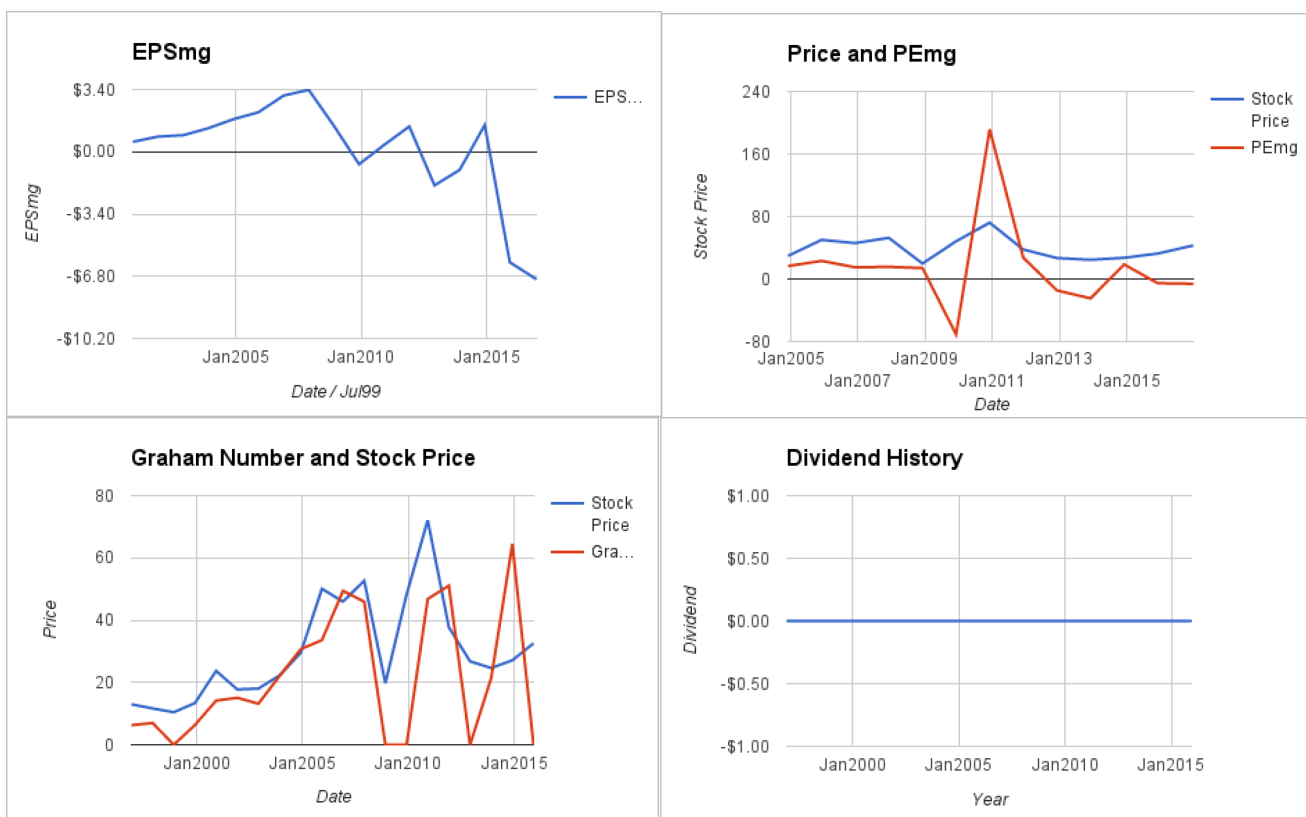 EPSmg
$3.40
$0.00
-$3.40
-$6.80
-$10.20
EPSmg
Jan2005 Jan2010 Jan2015
Date / Jul99
EPS…
Price and PEmg
240
160
80
0
-80
Stock Price
Jan2005 Jan2009 Jan2013
Jan2007 Jan2011 Jan2015
Date
Stock
Price
PEmg
Graham Number and Stock Price
80
60
40
20
0
Price
Jan2000 Jan2005 Jan2010 Jan2015
Date
Stock
Price
Gra…
Dividend History
$1.00
$0.50
$0.00
-$0.50
-$1.00
Dividend
Jan2000 Jan2005 Jan2010 Jan2015
Year